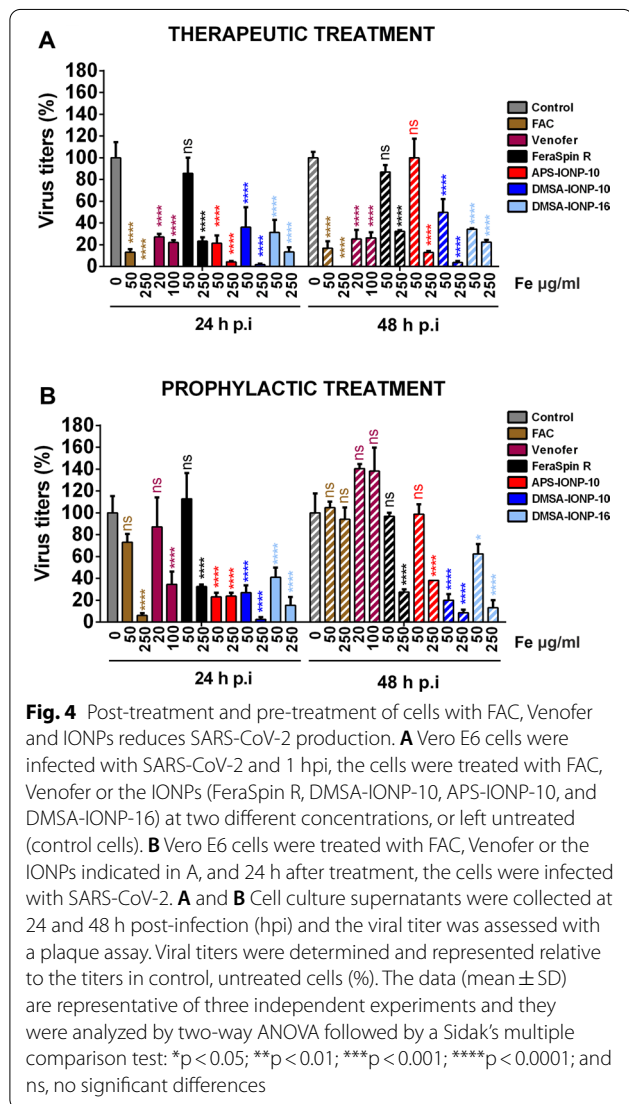 A
THERAPEUTIC TREATMENT
Virus titers (%)
180
160
140
120
100
80
60
40
20
0
**** **** **** **** ns **** **** **** **** **** **** ****
**** **** **** **** ns **** ns **** **** **** **** ****
0 50 250 20 100 50 250 50 250 50 250 50 250
0 50 250 20 100 50 250 50 250 50 250 50 250
Fe µg/ml
24 h p.i
48 h p.i
Control
FAC
Venofer
FeraSpin R
APS-IONP-10
DMSA-IONP-10
DMSA-IONP-16
B
PROPHYLACTIC TREATMENT
Virus titers (%)
180
160
140
120
100
80
60
40
20
0
ns **** ns **** ns **** **** **** **** **** **** ****
ns ns ns ns ns **** ns **** **** **** * ****
0 50 250 20 100 50 250 50 250 50 250 50 250
0 50 250 20 100 50 250 50 250 50 250 50 250
Fe µg/ml
24 h p.i
48 h p.i
Control
FAC
Venofer
FeraSpin R
APS-IONP-10
DMSA-IONP-10
DMSA-IONP-16
Fig. 4 Post-treatment and pre-treatment of cells with FAC, Venofer
and IONPs reduces SARS-CoV-2 production. A Vero E6 cells were
infected with SARS-CoV-2 and 1 hpi, the cells were treated with FAC,
Venofer or the IONPs (FeraSpin R, DMSA-IONP-10, APS-IONP-10, and
DMSA-IONP-16) at two different concentrations, or left untreated
(control cells). B Vero E6 cells were treated with FAC, Venofer or the
IONPs indicated in A, and 24 h after treatment, the cells were infected
with SARS-CoV-2. A and B Cell culture supernatants were collected at
24 and 48 h post-infection (hpi) and the viral titer was assessed with
a plaque assay. Viral titers were determined and represented relative
to the titers in control, untreated cells (%). The data (mean ± SD)
are representative of three independent experiments and they
were analyzed by two-way ANOVA followed by a Sidak's multiple
comparison test: *p < 0.05; **p < 0.01; ***p < 0.001; ****p < 0.0001; and
ns, no significant differences